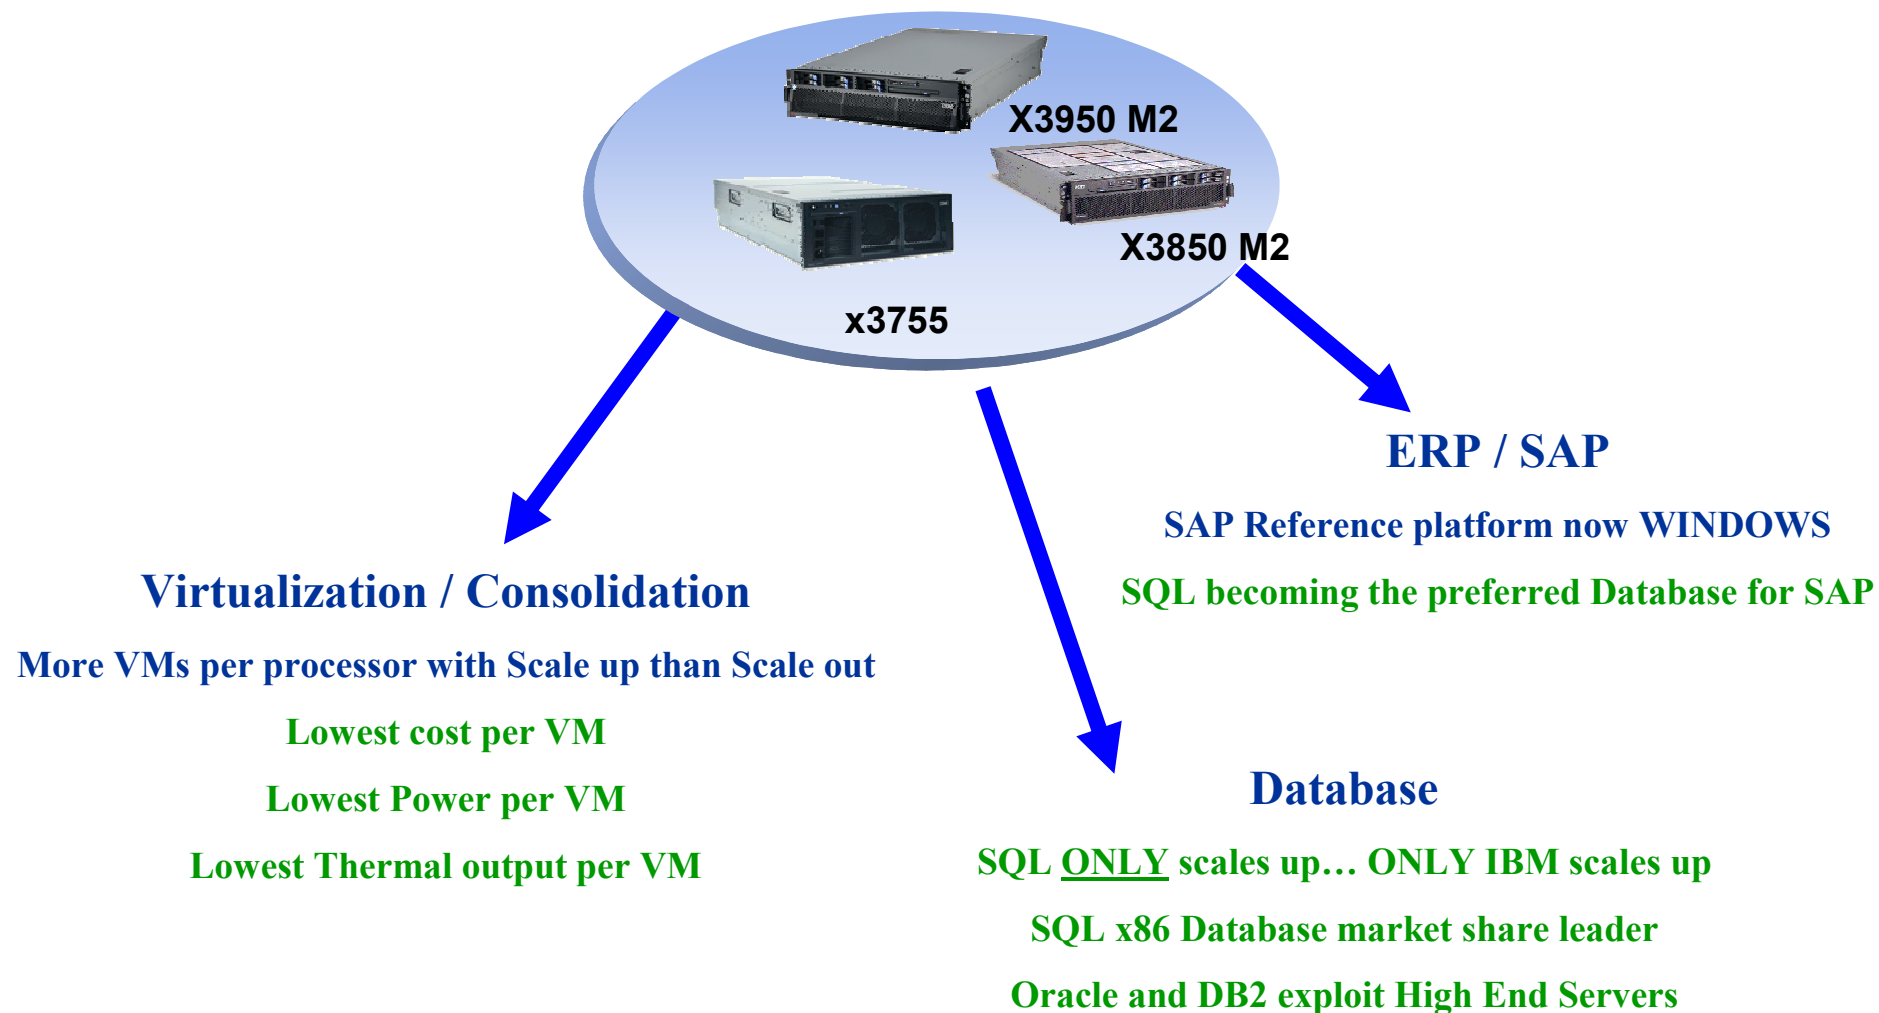 X3950 M2
X3850 M2
x3755
ERP / SAP
SAP Reference platform now WINDOWS
SQL becoming the preferred Database for SAP
Virtualization / Consolidation
More VMs per processor with Scale up than Scale out
Lowest cost per VM
Lowest Power per VM
Lowest Thermal output per VM
Database
SQL ONLY scales up… ONLY IBM scales up
SQL x86 Database market share leader
Oracle and DB2 exploit High End Servers